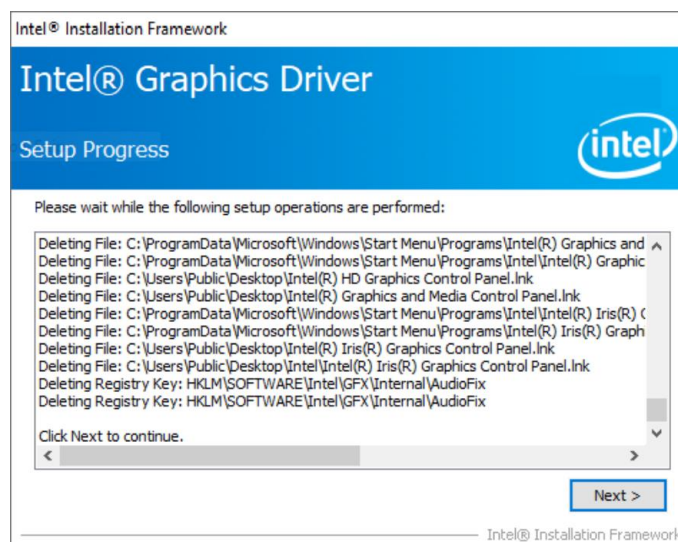 Intel® Installation Framework
Intel® Graphics Driver
Setup Progress
intel
Please wait while the following setup operations are performed:
Deleting File: C:\ProgramData\Microsoft\Windows\Start Menu\Programs\Intel(R) Graphics and
Deleting File: C:\ProgramData\Microsoft\Windows\Start Menu\Programs\Intel\Intel(R) Graphic
Deleting File: C:\Users\Public\Desktop\Intel(R) HD Graphics Control Panel.lnk
Deleting File: C:\Users\Public\Desktop\Intel(R) Graphics and Media Control Panel.lnk
Deleting File: C:\ProgramData\Microsoft\Windows\Start Menu\Programs\Intel\Intel(R) Iris(R) G
Deleting File: C:\ProgramData\Microsoft\Windows\Start Menu\Programs\Intel(R) Iris(R) Graph
Deleting File: C:\Users\Public\Desktop\Intel(R) Iris(R) Graphics Control Panel.lnk
Deleting File: C:\Users\Public\Desktop\Intel\Intel(R) Iris(R) Graphics Control Panel.lnk
Deleting Registry Key: HKLM\SOFTWARE\Intel\GFX\Internal\AudioFix
Deleting Registry Key: HKLM\SOFTWARE\Intel\GFX\Internal\AudioFix
Click Next to continue.
Next >
Intel® Installation Framework